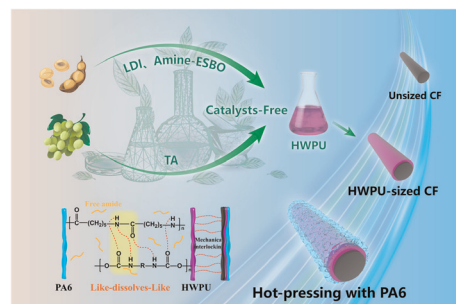 LDI、Amine-ESBO
Catalysts-Free
TA
HWPU
Unsized CF
HWPU-sized CF
Hot-pressing with PA6
Free amide
Mechanical
interlocking
PA6
Like-dissolves-Like
HWPU